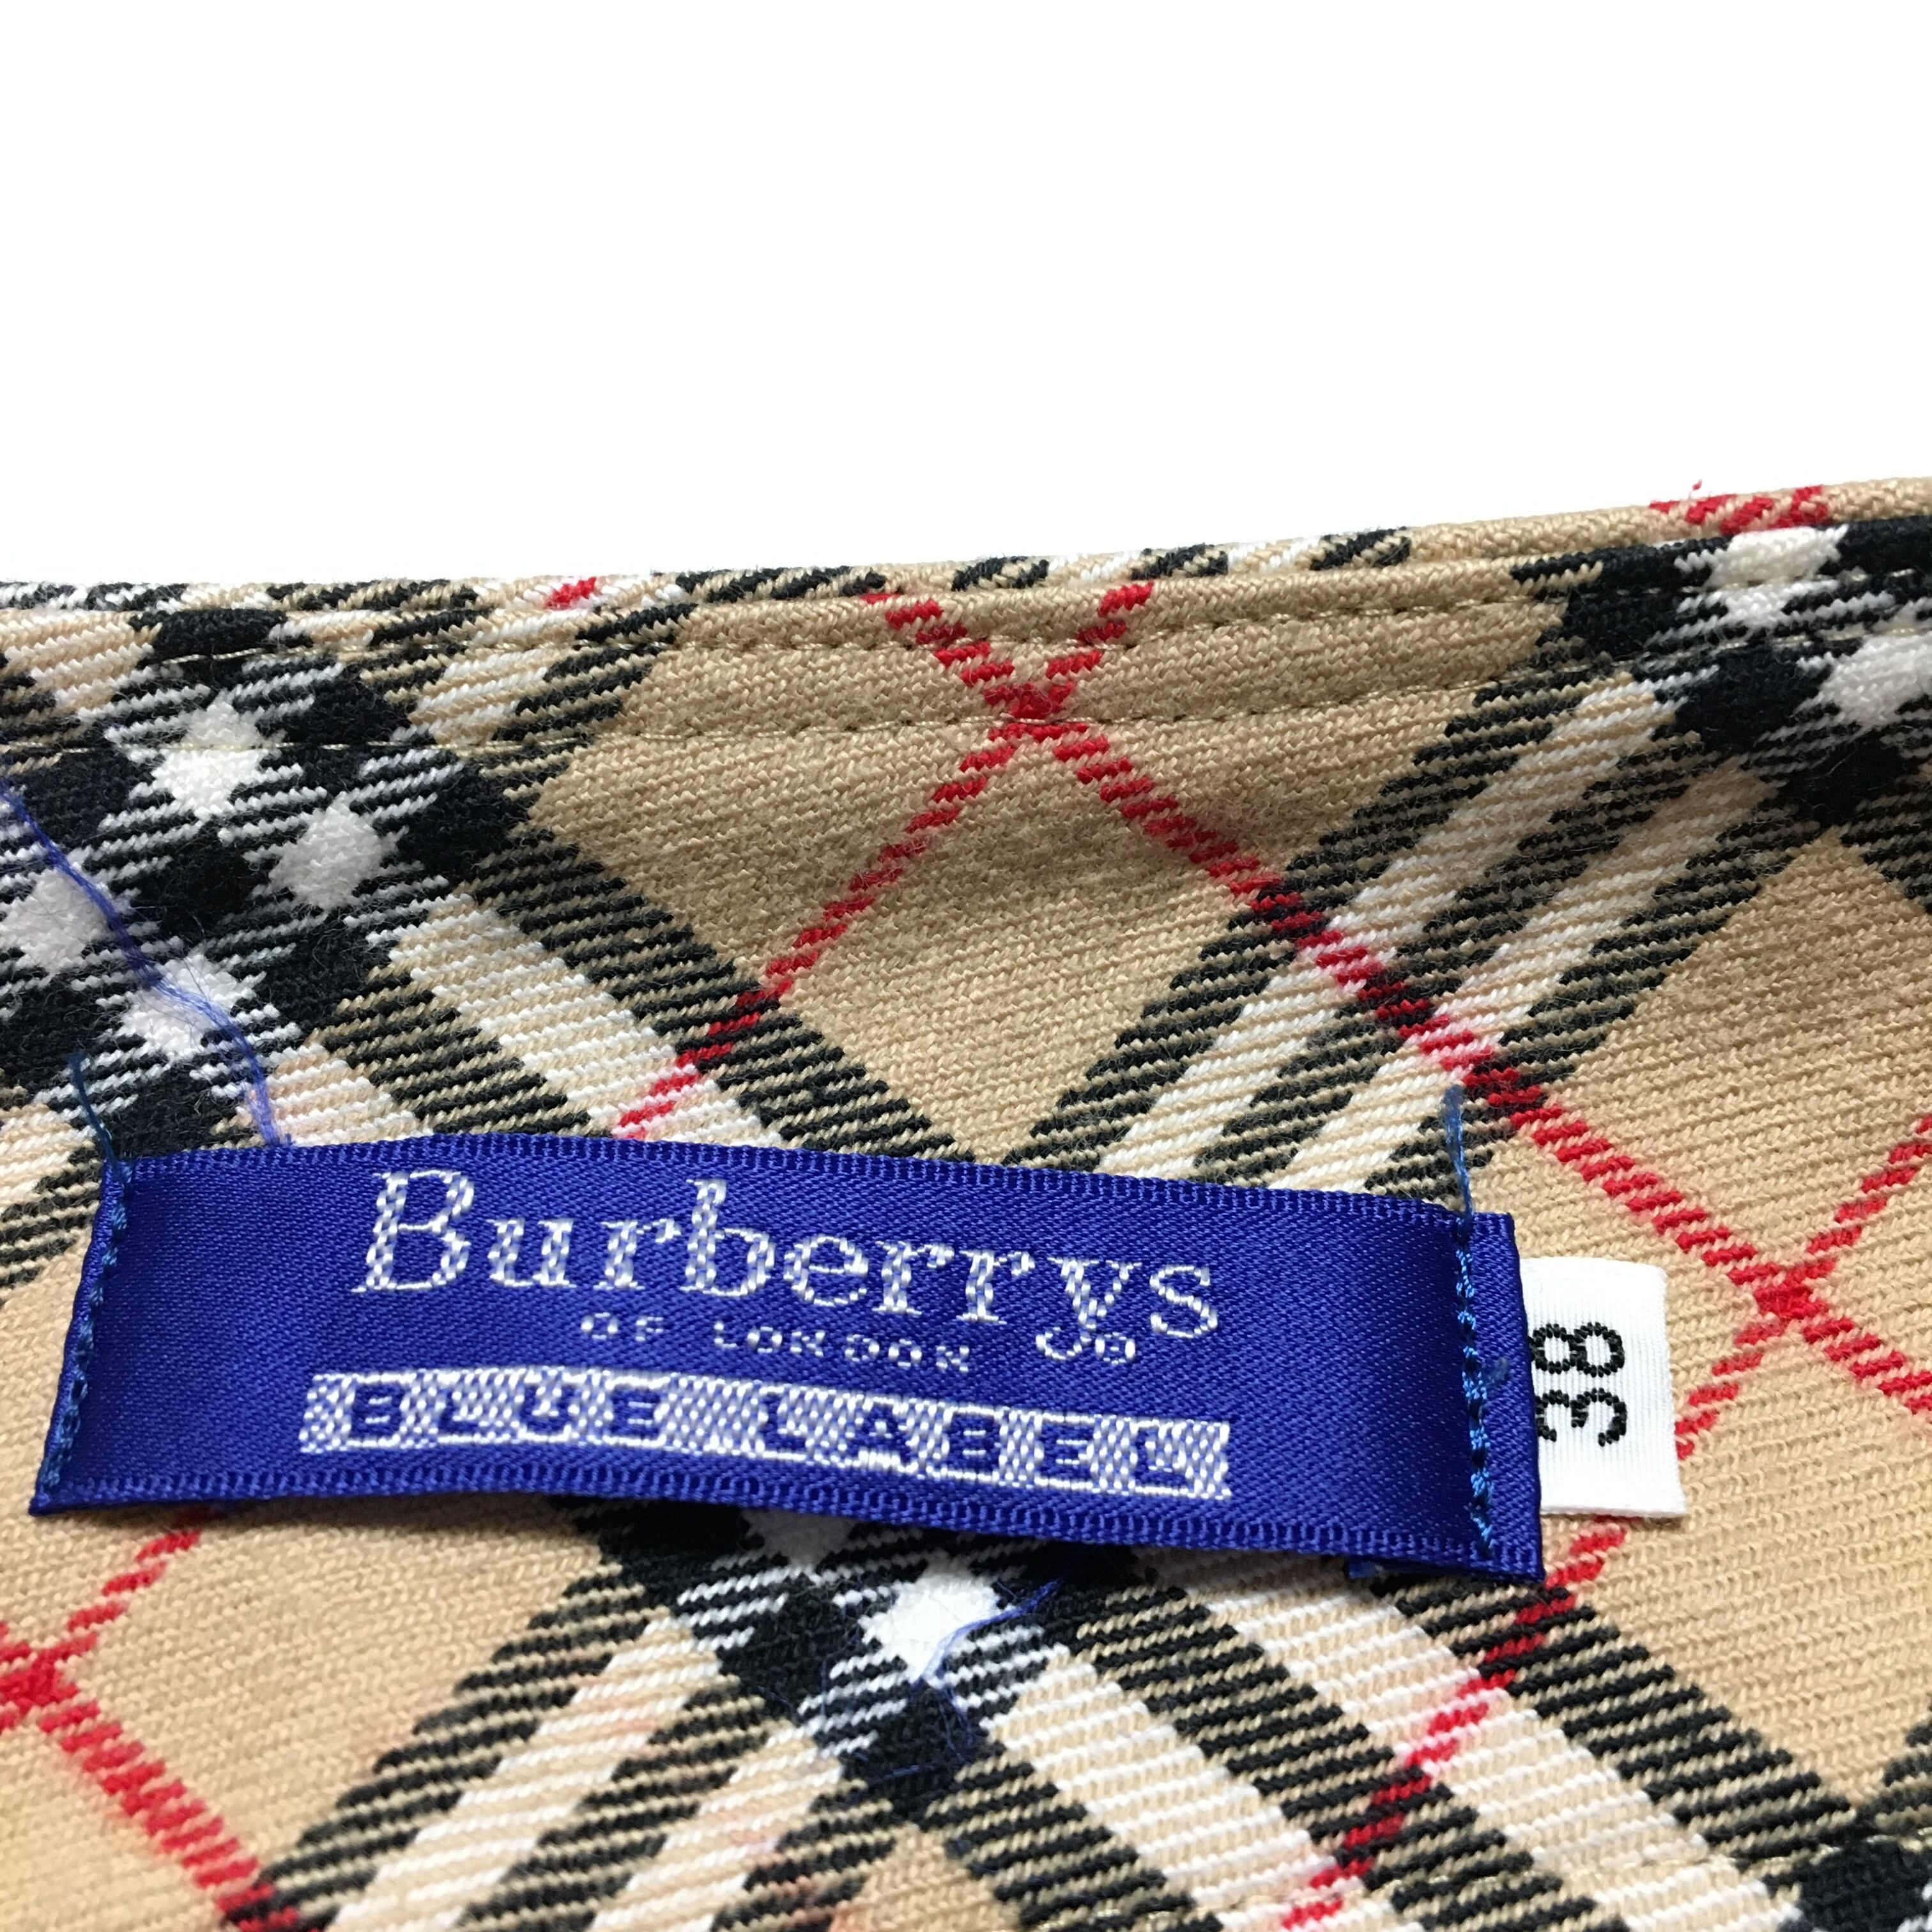 Burberrys
OF LONDON
BLUE LABEL
38